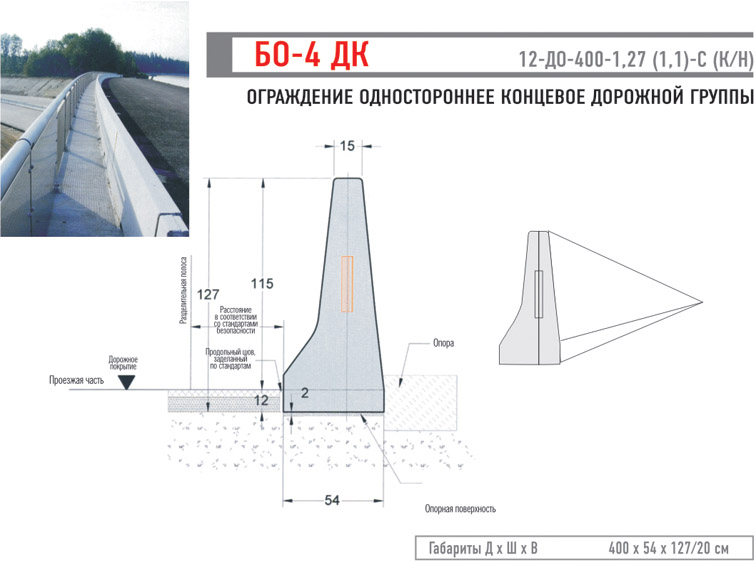 БО-4 ДК
12-ДО-400-1,27 (1,1)-С (К/Н)
ОГРАЖДЕНИЕ ОДНОСТОРОННЕЕ КОНЦЕВОЕ ДОРОЖНОЙ ГРУППЫ
15
Разделительная полоса
127
115
Расстояние
в соответствии
со стандартами
безопасности
Продольный шов,
заделанный
по стандартам
Дорожное
покрытие
Проезжая часть
Опора
12
2
54
Опорная поверхность
Габариты Д х Ш х В
400 х 54 х 127/20 см